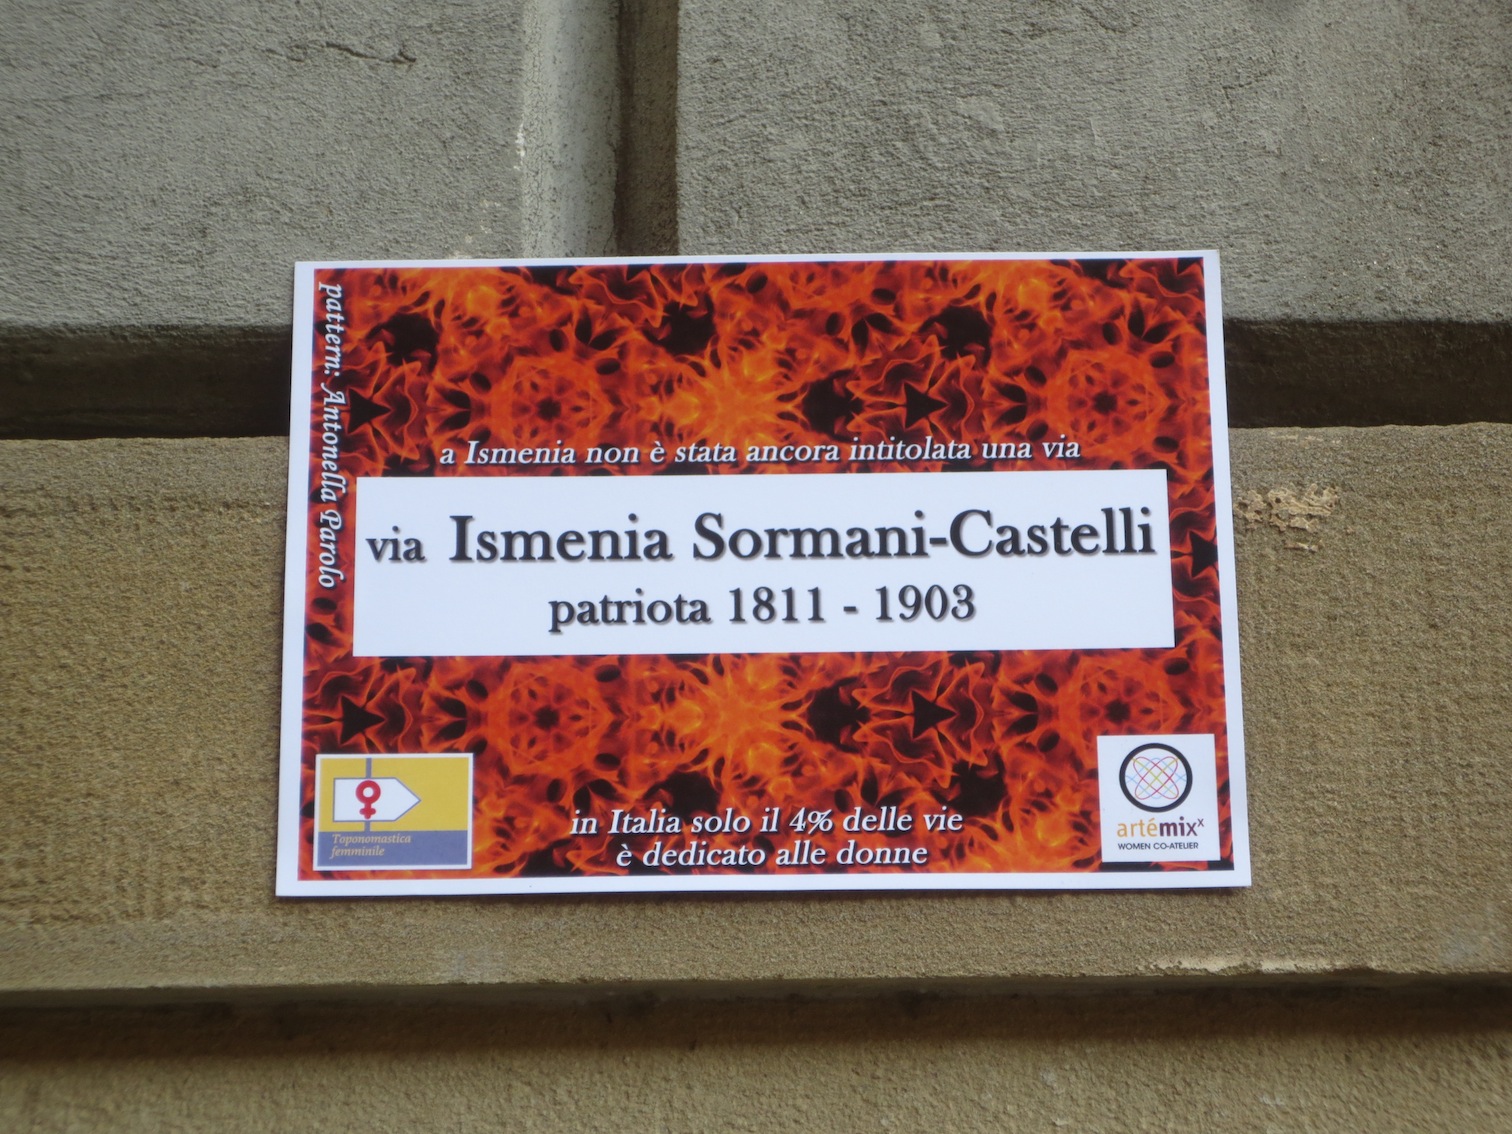 pattern: Antonella Parolo
a Ismenia non è stata ancora intitolata una via
via Ismenia Sormani-Castelli
patriota 1811 - 1903
in Italia solo il 4% delle vie
è dedicato alle donne
Toponomastica
femminile
artémixx
WOMEN CO-ATELIER